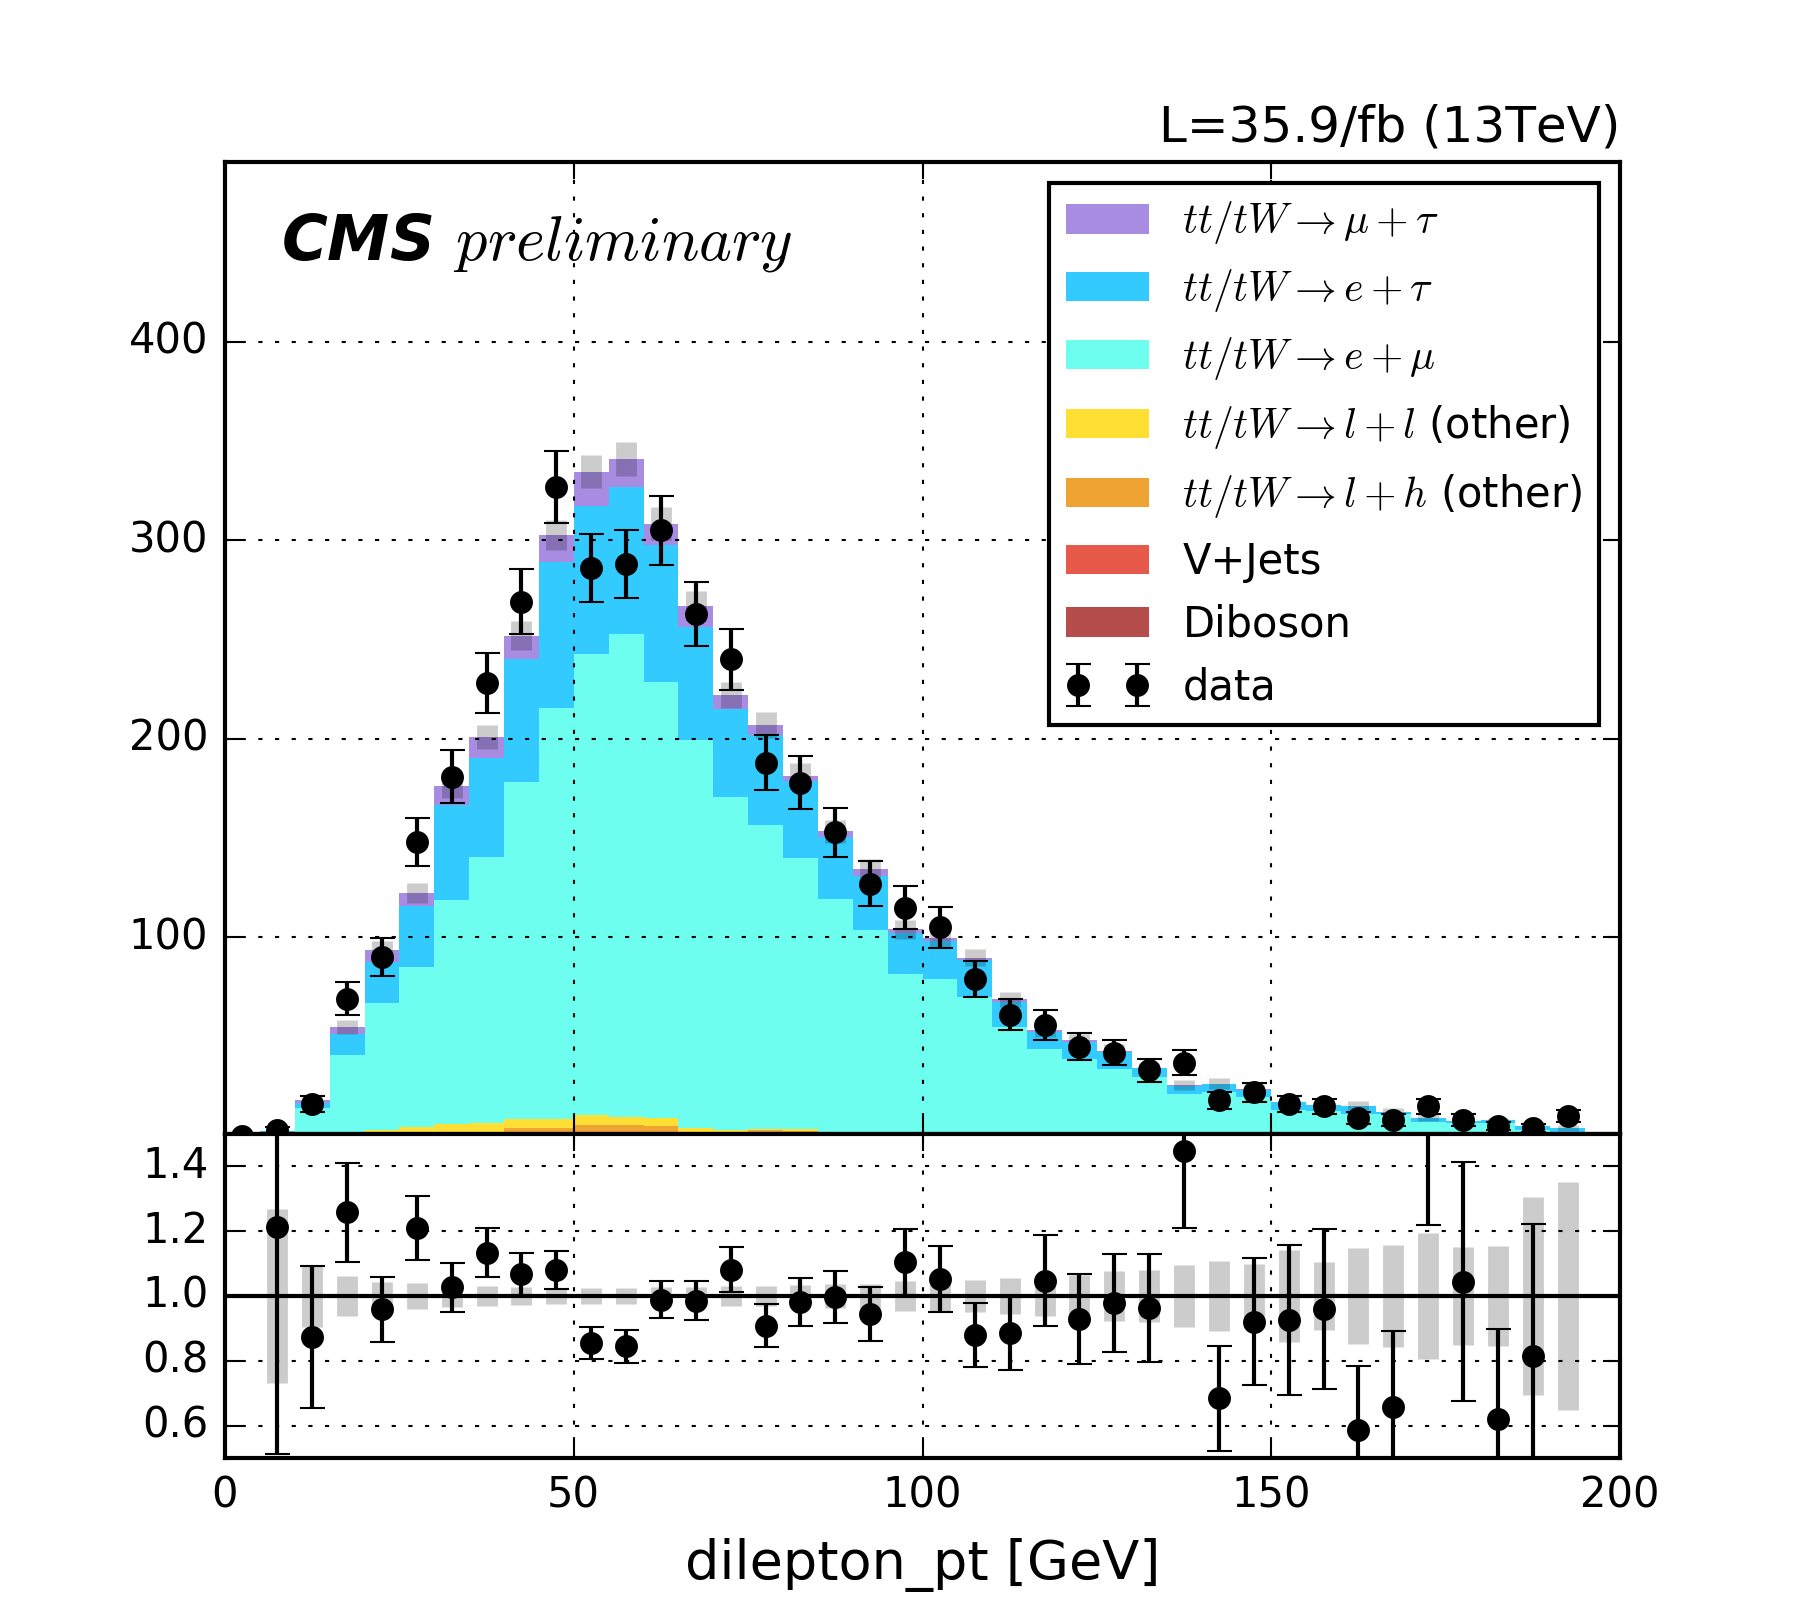 L=35.9/fb (13TeV)
CMS preliminary
tt/tW→μ+τ
tt/tW→e+τ
tt/tW→e+μ
tt/tW→l+l (other)
tt/tW→l+h (other)
V+Jets
Diboson
data
400
300
200
100
1.4
1.2
1.0
0.8
0.6
0 50 100 150 200
dilepton_pt [GeV]